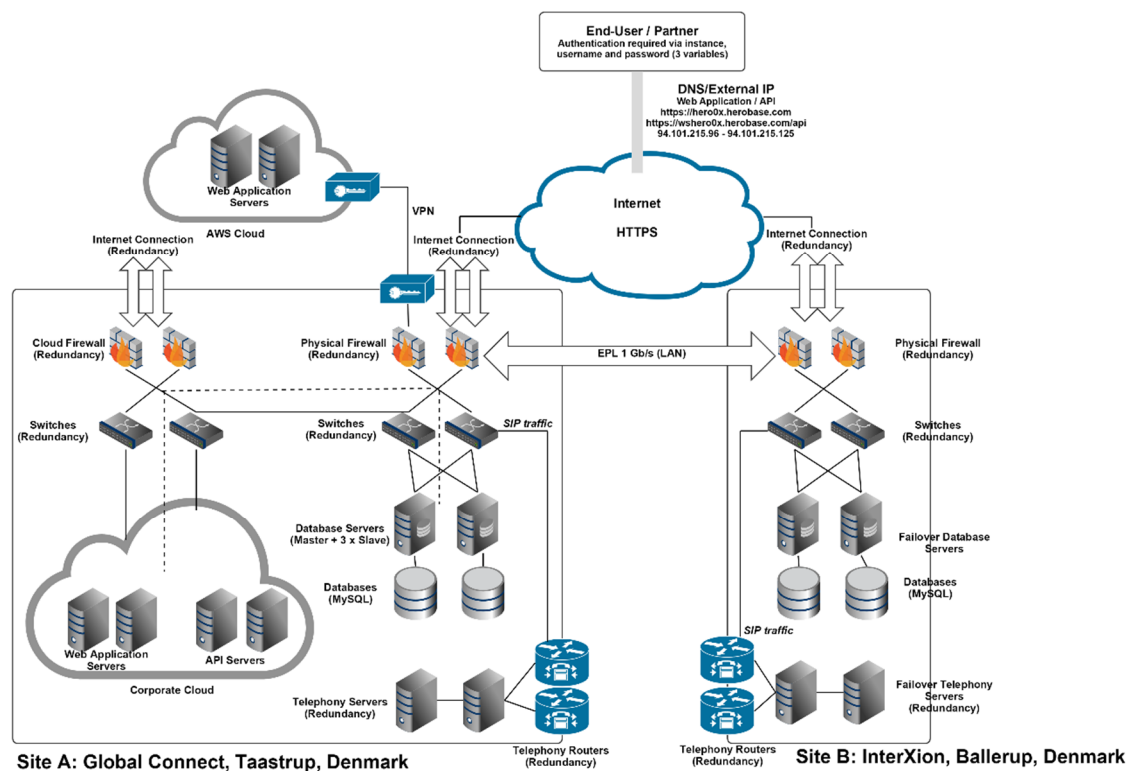 End-User / Partner
Authentication required via instance,
username and password (3 variables)
DNS/External IP
Web Application / API
https://hero0x.herobase.com
https://wshero0x.herobase.com/api
94.101.215.96 - 94.101.215.125
Web Application
Servers
AWS Cloud
VPN
Internet
HTTPS
Internet Connection
(Redundancy)
Internet Connection
(Redundancy)
Internet Connection
(Redundancy)
Cloud Firewall
(Redundancy)
Physical Firewall
(Redundancy)
EPL 1 Gb/s (LAN)
Physical Firewall
(Redundancy)
Switches
(Redundancy)
Switches
(Redundancy)
SIP traffic
Switches
(Redundancy)
Database Servers
(Master + 3 x Slave)
Failover Database
Servers
Databases
(MySQL)
Databases
(MySQL)
Web Application
Servers
API Servers
Corporate Cloud
SIP traffic
Telephony Servers
(Redundancy)
Failover Telephony
Servers
(Redundancy)
Telephony Routers
(Redundancy)
Telephony Routers
(Redundancy)
Site A: Global Connect, Taastrup, Denmark
Site B: InterXion, Ballerup, Denmark